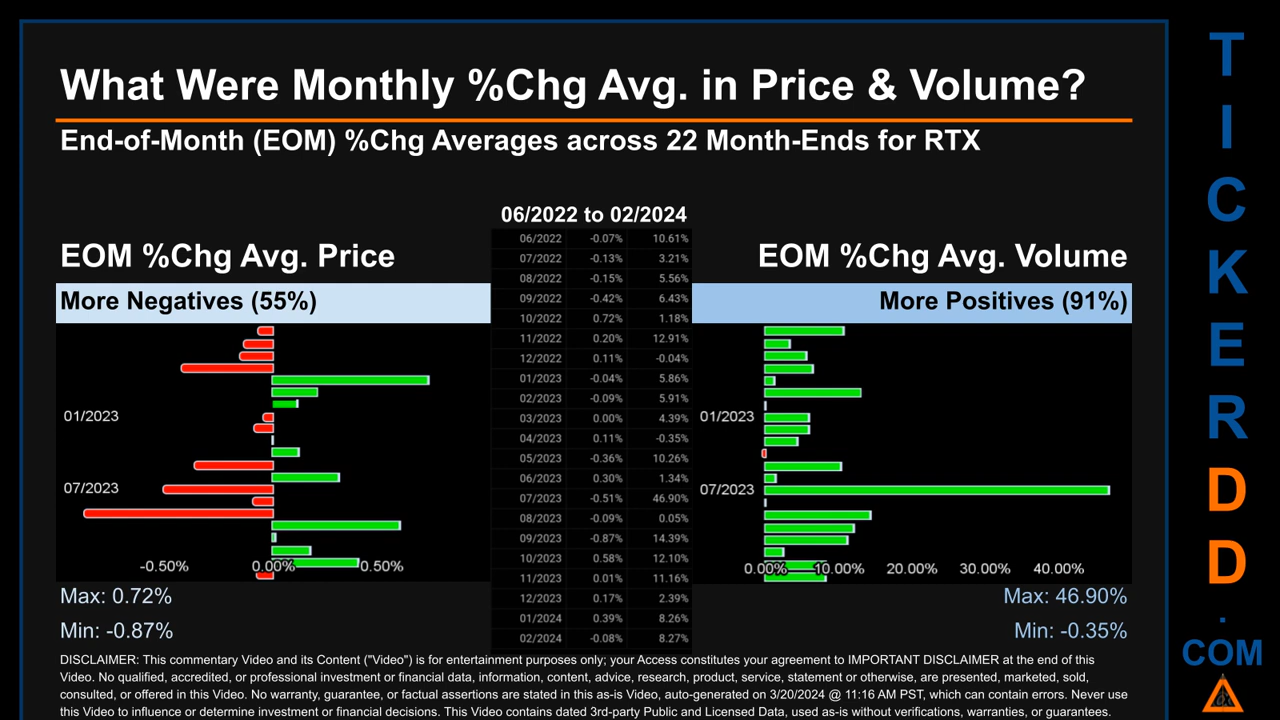 What Were Monthly %Chg Avg. in Price & Volume?
End-of-Month (EOM) %Chg Averages across 22 Month-Ends for RTX
06/2022 to 02/2024
EOM %Chg Avg. Price
EOM %Chg Avg. Volume
More Negatives (55%)
More Positives (91%)
06/2022 -0.07% 10.61%
07/2022 -0.13% 3.21%
08/2022 -0.15% 5.56%
09/2022 -0.42% 6.43%
10/2022 0.72% 1.18%
11/2022 0.20% 12.91%
12/2022 0.11% -0.04%
01/2023 -0.04% 5.86%
02/2023 -0.09% 5.91%
03/2023 0.00% 4.39%
04/2023 0.11% -0.35%
05/2023 -0.36% 10.26%
06/2023 0.30% 1.34%
07/2023 -0.51% 46.90%
08/2023 -0.09% 0.05%
09/2023 -0.87% 14.39%
10/2023 0.58% 12.10%
11/2023 0.01% 11.16%
12/2023 0.17% 2.39%
01/2024 0.39% 8.26%
02/2024 -0.08% 8.27%
01/2023
07/2023
-0.50% 0.00% 0.50%
01/2023
07/2023
0.00% 10.00% 20.00% 30.00% 40.00%
Max: 0.72%
Min: -0.87%
Max: 46.90%
Min: -0.35%
DISCLAIMER: This commentary Video and its Content ("Video") is for entertainment purposes only; your Access constitutes your agreement to IMPORTANT DISCLAIMER at the end of this
Video. No qualified, accredited, or professional investment or financial data, information, content, advice, research, product, service, statement or otherwise, are presented, marketed, sold,
consulted, or offered in this Video. No warranty, guarantee, or factual assertions are stated in this as-is Video, auto-generated on 3/20/2024 @ 11:16 AM PST, which can contain errors. Never use
this Video to influence or determine investment or financial decisions. This Video contains dated 3rd-party Public and Licensed Data, used as-is without verifications, warranties, or guarantees.
T
I
C
K
E
R
D
D
.
COM